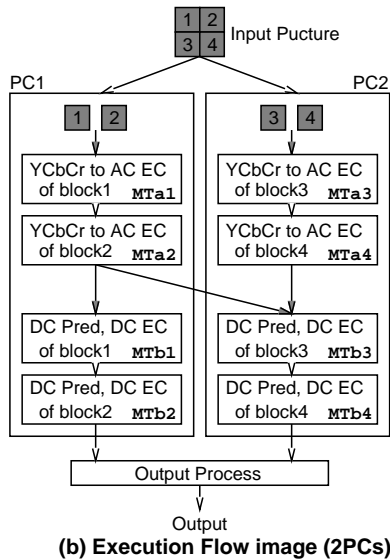 1 2
3 4
Input Pucture
PC1
PC2
1 2
3 4
YCbCr to AC EC
of block1 MTa1
YCbCr to AC EC
of block3 MTa3
YCbCr to AC EC
of block2 MTa2
YCbCr to AC EC
of block4 MTa4
DC Pred, DC EC
of block1 MTb1
DC Pred, DC EC
of block3 MTb3
DC Pred, DC EC
of block2 MTb2
DC Pred, DC EC
of block4 MTb4
Output Process
Output
(b) Execution Flow image (2PCs)